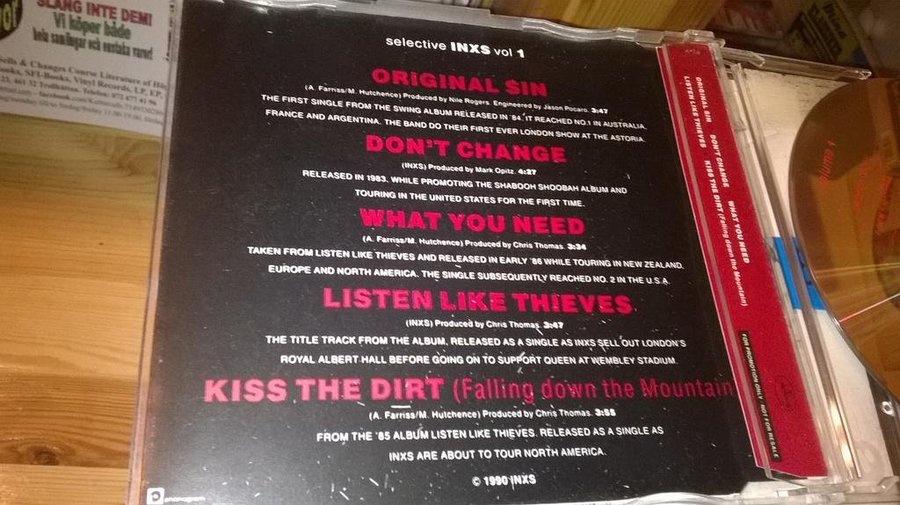 SLÄNG INTE DEM!
Vi köper både
hela samlingar och enstaka varor!
selective INXS vol 1
ORiGiNAL SiN
(A. Farriss/M. Hutchence) Produced by Nile Rogers. Engineered by Jason Pocaro. 3:47
THE FIRST SINGLE FROM THE SWING ALBUM RELEASED IN '84. IT REACHED NO.1 IN AUSTRALIA.
FRANCE AND ARGENTINA. THE BAND DO THEIR FIRST EVER LONDON SHOW AT THE ASTORIA.
DON'T CHANGE
(INXS) Produced by Mark Opitz. 4:27
RELEASED IN 1983. WHILE PROMOTING THE SHABOOH SHOOBAH ALBUM AND
TOURING IN THE UNITED STATES FOR THE FIRST TIME.
WHAT YOU NEED
(A. Farriss/M. Hutchence) Produced by Chris Thomas. 3:34
TAKEN FROM LISTEN LIKE THIEVES AND RELEASED IN EARLY '86 WHILE TOURING IN NEW ZEALAND.
EUROPE AND NORTH AMERICA. THE SINGLE SUBSEQUENTLY REACHED NO. 2 IN THE U.S.A.
LISTEN LIKE THIEVES
(INXS) Produced by Chris Thomas. 3:47
THE TITLE TRACK FROM THE ALBUM. RELEASED AS A SINGLE AS INXS SELL OUT LONDON'S
ROYAL ALBERT HALL BEFORE GOING ON TO SUPPORT QUEEN AT WEMBLEY STADIUM.
KISS THE DIRT (Falling down the Mountain
(A. Farriss/M. Hutchence) Produced by Chris Thomas. 3:55
FROM THE '85 ALBUM LISTEN LIKE THIEVES. RELEASED AS A SINGLE AS
INXS ARE ABOUT TO TOUR NORTH AMERICA.
© 1990 INXS
phonogram
ORIGINAL SIN DON'T CHANGE WHAT YOU NEED
LISTEN LIKE THIEVES KISS THE DIRT (Falling down the Mountain)
FOR PROMOTION ONLY · NOT FOR RESALE